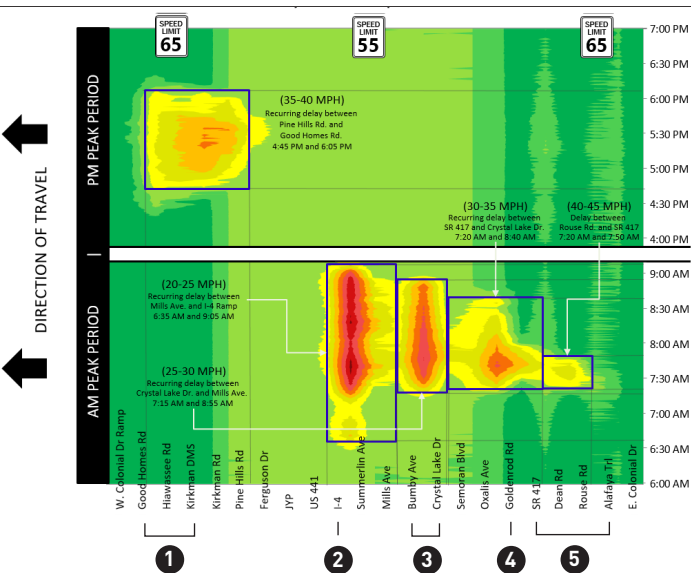 SPEED
LIMIT
65
SPEED
LIMIT
55
SPEED
LIMIT
65
7:00 PM
6:30 PM
6:00 PM
5:30 PM
5:00 PM
4:30 PM
4:00 PM
9:00 AM
8:30 AM
8:00 AM
7:30 AM
7:00 AM
6:30 AM
6:00 AM
DIRECTION OF TRAVEL
PM PEAK PERIOD
AM PEAK PERIOD
(35-40 MPH)
Recurring delay between
Pine Hills Rd. and
Good Homes Rd.
4:45 PM and 6:05 PM
(30-35 MPH)
Recurring delay between
SR 417 and Crystal Lake Dr.
7:20 AM and 8:40 AM
(40-45 MPH)
Delay between
Rouse Rd. and SR 417
7:20 AM and 7:50 AM
(20-25 MPH)
Recurring delay between
Mills Ave. and I-4 Ramp
6:35 AM and 9:05 AM
(25-30 MPH)
Recurring delay between
Crystal Lake Dr. and Mills Ave.
7:15 AM and 8:55 AM
W. Colonial Dr Ramp
Good Homes Rd
Hiawassee Rd
Kirkman DMS
Kirkman Rd
Pine Hills Rd
Ferguson Dr
JYP
US 441
I-4
Summerlin Ave
Mills Ave
Bumby Ave
Crystal Lake Dr
Semoran Blvd
Oxalis Ave
Goldenrod Rd
SR 417
Dean Rd
Rouse Rd
Alafaya Trl
E. Colonial Dr
1
2
3
4
5